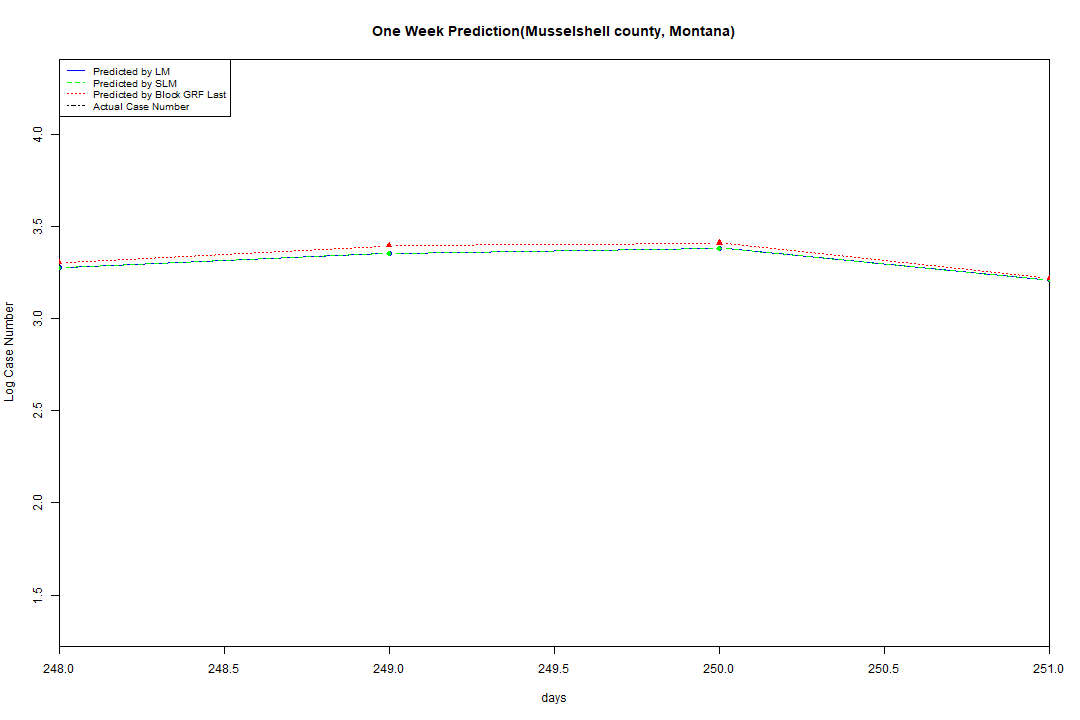 One Week Prediction(Musselshell county, Montana)
Predicted by LM
Predicted by SLM
Predicted by Block GRF Last
Actual Case Number
4.0
3.5
3.0
2.5
2.0
1.5
Log Case Number
248.0 248.5 249.0 249.5 250.0 250.5 251.0
days